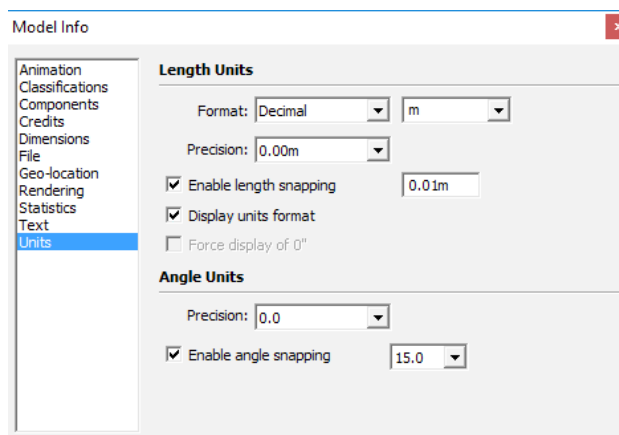 Model Info
Animation
Classifications
Components
Credits
Dimensions
File
Geo-location
Rendering
Statistics
Text
Units
Length Units
Format: Decimal m
Precision: 0.00m
Enable length snapping 0.01m
Display units format
Force display of 0"
Angle Units
Precision: 0.0
Enable angle snapping 15.0